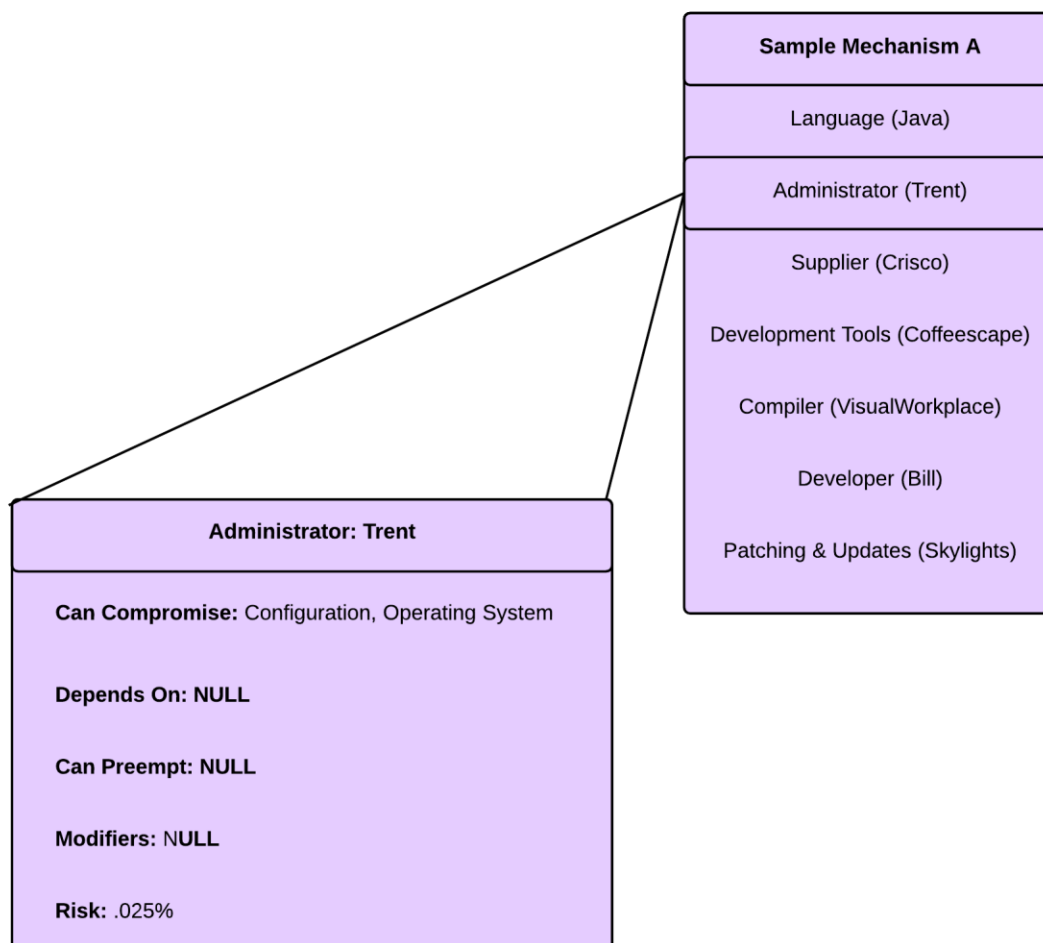 Sample Mechanism A
Language (Java)
Administrator (Trent)
Supplier (Crisco)
Development Tools (Coffeescape)
Compiler (VisualWorkplace)
Developer (Bill)
Patching & Updates (Skylights)
Administrator: Trent
Can Compromise: Configuration, Operating System
Depends On: NULL
Can Preempt: NULL
Modifiers: NULL
Risk: .025%